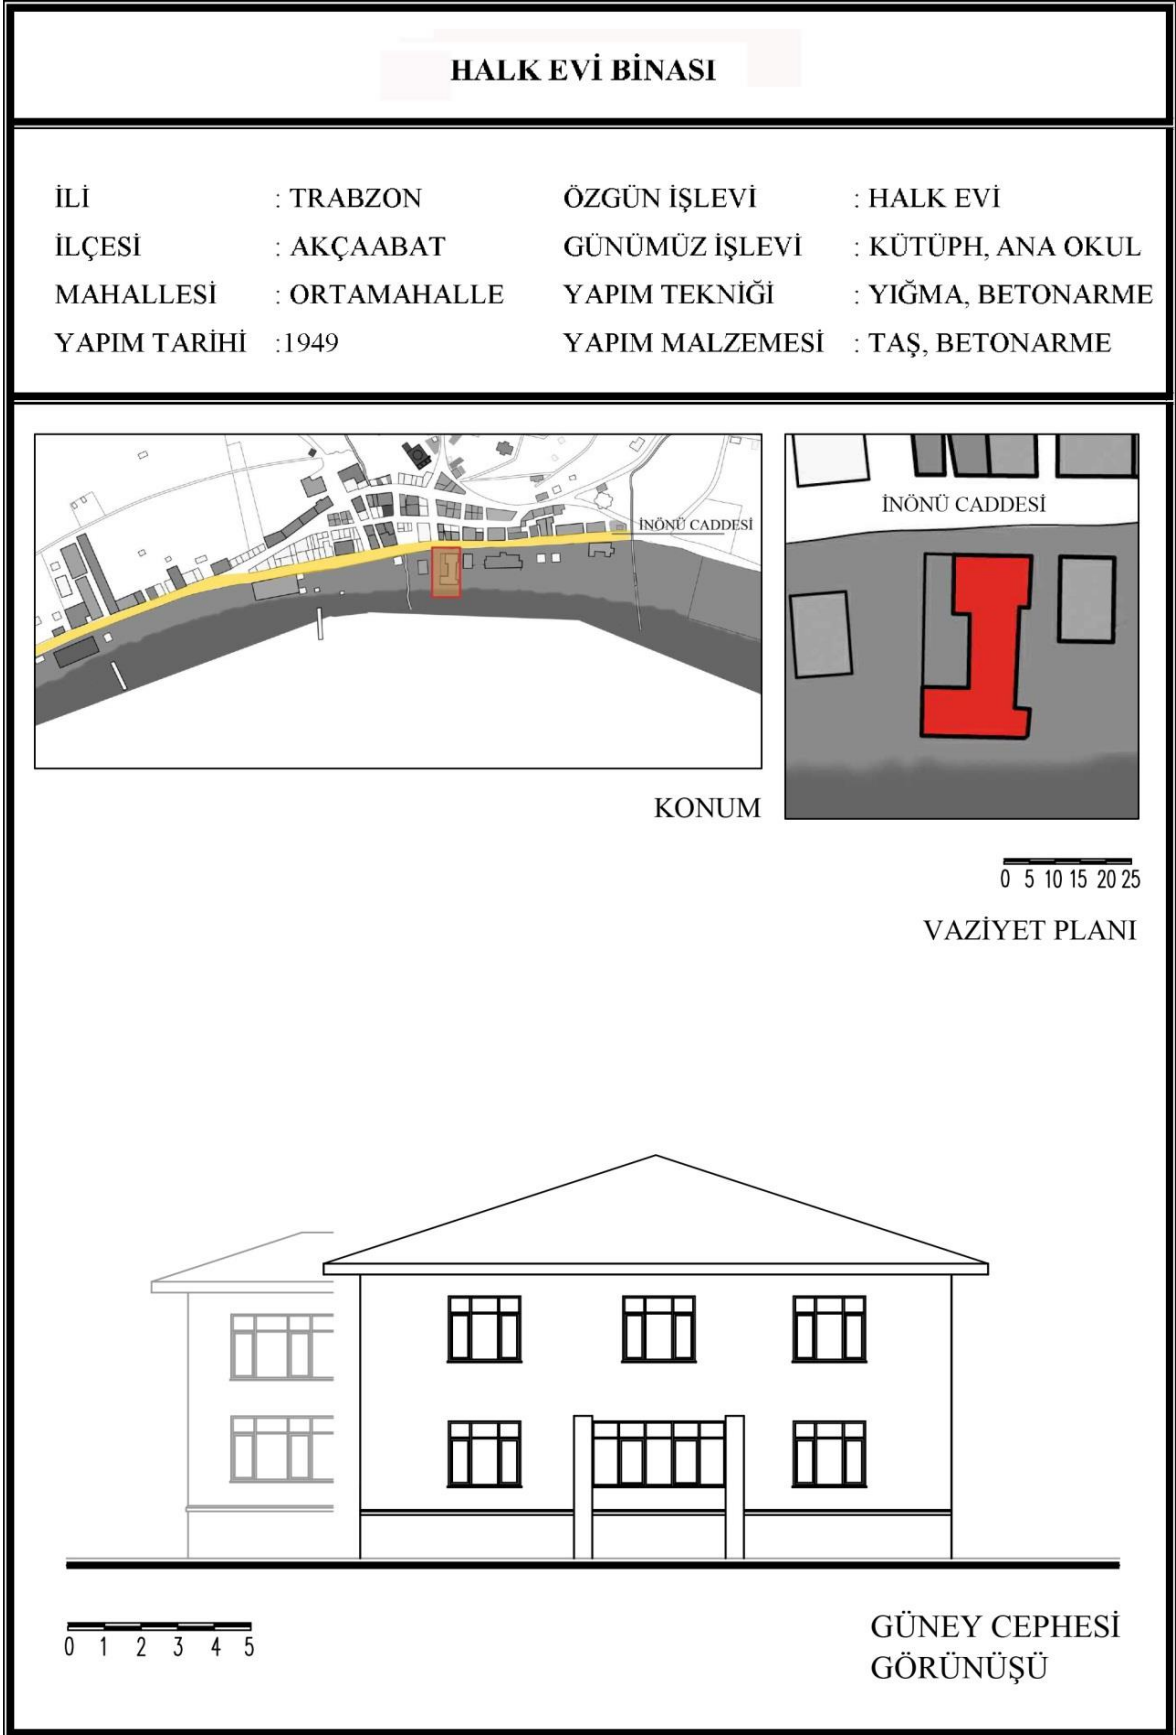 HALK EVİ BİNASI
İLİ : TRABZON ÖZGÜN İŞLEVİ : HALK EVİ
İLÇESİ : AKÇAABAT GÜNÜMÜZ İŞLEVİ : KÜTÜPH, ANA OKUL
MAHALLESİ : ORTAMAHALLE YAPIM TEKNİĞİ : YIĞMA, BETONARME
YAPIM TARİHİ :1949 YAPIM MALZEMESİ : TAŞ, BETONARME
İNÖNÜ CADDESİ
İNÖNÜ CADDESİ
KONUM
0 5 10 15 20 25
VAZİYET PLANI
0 1 2 3 4 5
GÜNEY CEPHESİ
GÖRÜNÜŞÜ